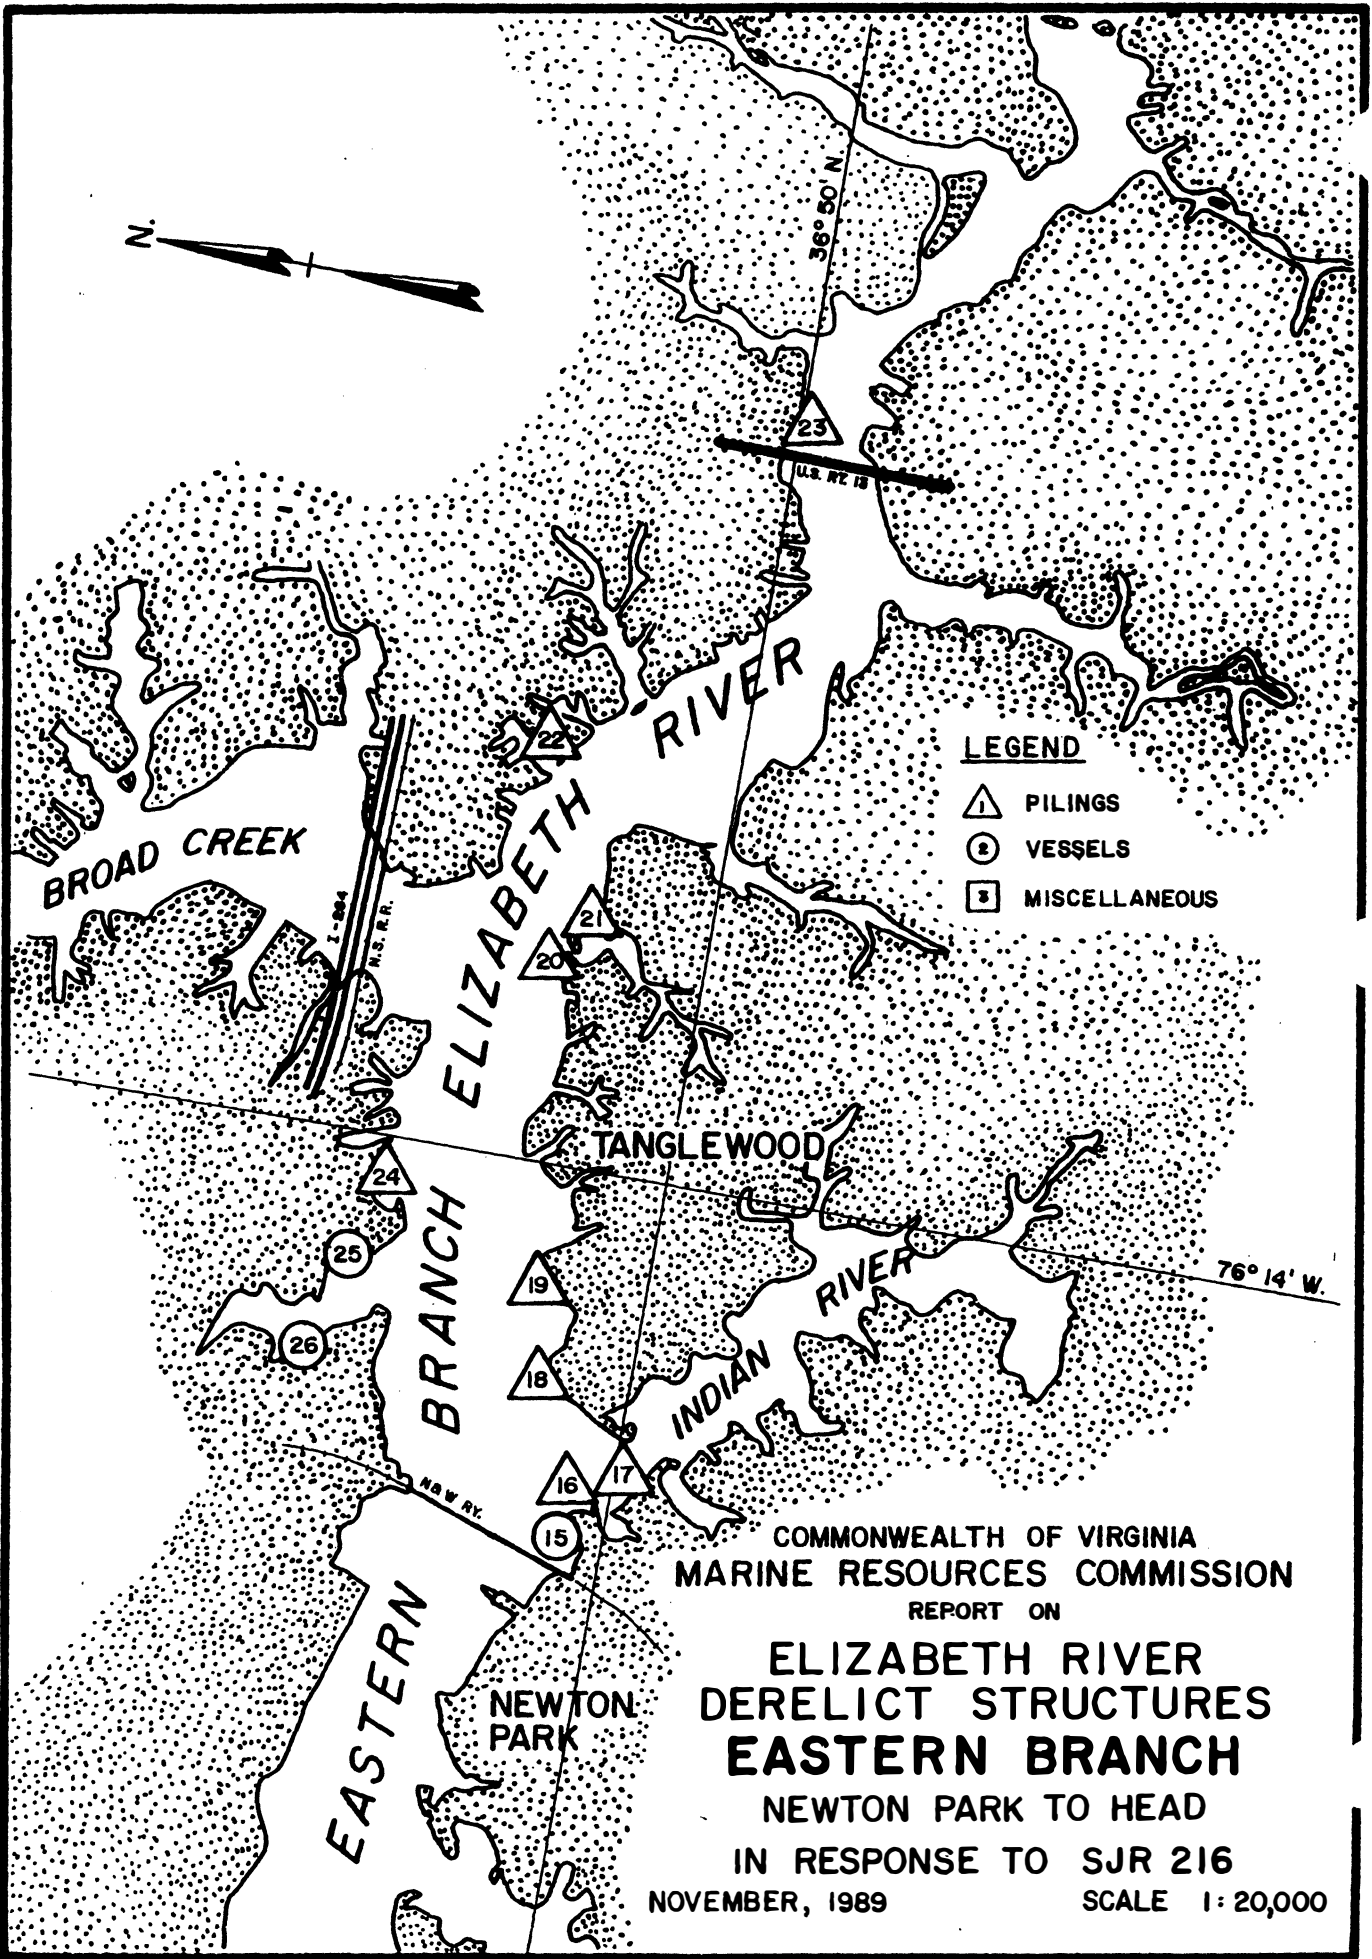 N.
36° 50' N
23
U.S. RT. 13
ELIZABETH RIVER
22
LEGEND
1 PILINGS
2 VESSELS
3 MISCELLANEOUS
BROAD CREEK
I-264
N.S. R.R.
21
20
TANGLEWOOD
24
25
26
BRANCH
19
18
INDIAN RIVER
76° 14' W.
17
16
15
N&W RY.
EASTERN
NEWTON
PARK
COMMONWEALTH OF VIRGINIA
MARINE RESOURCES COMMISSION
REPORT ON
ELIZABETH RIVER
DERELICT STRUCTURES
EASTERN BRANCH
NEWTON PARK TO HEAD
IN RESPONSE TO SJR 216
NOVEMBER, 1989 SCALE 1:20,000